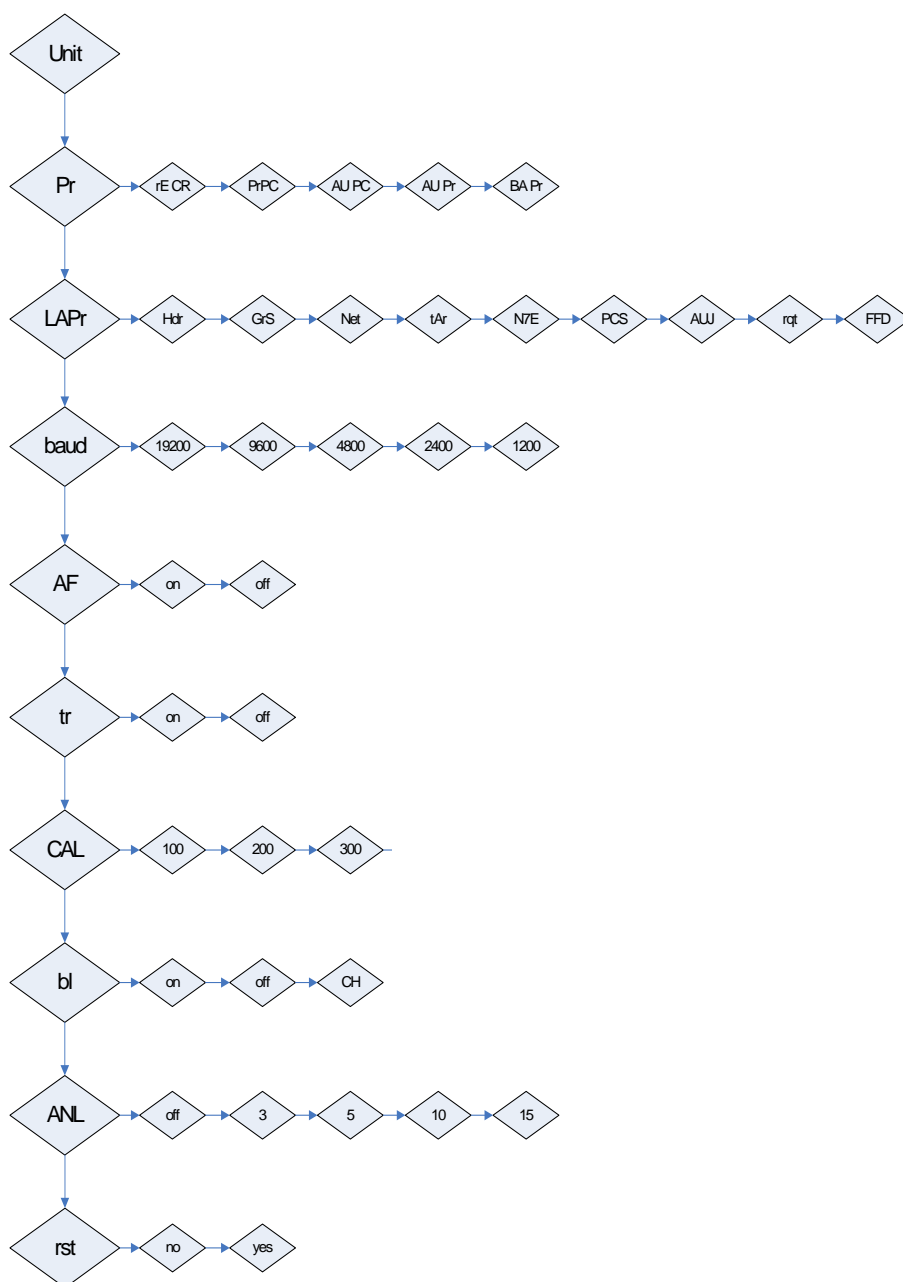 Unit
Pr rE CR PrPC AU PC AU Pr BA Pr
LAPr Hdr GrS Net tAr N7E PCS AUJ rqt FFD
baud 19200 9600 4800 2400 1200
AF on off
tr on off
CAL 100 200 300
bl on off CH
ANL off 3 5 10 15
rst no yes